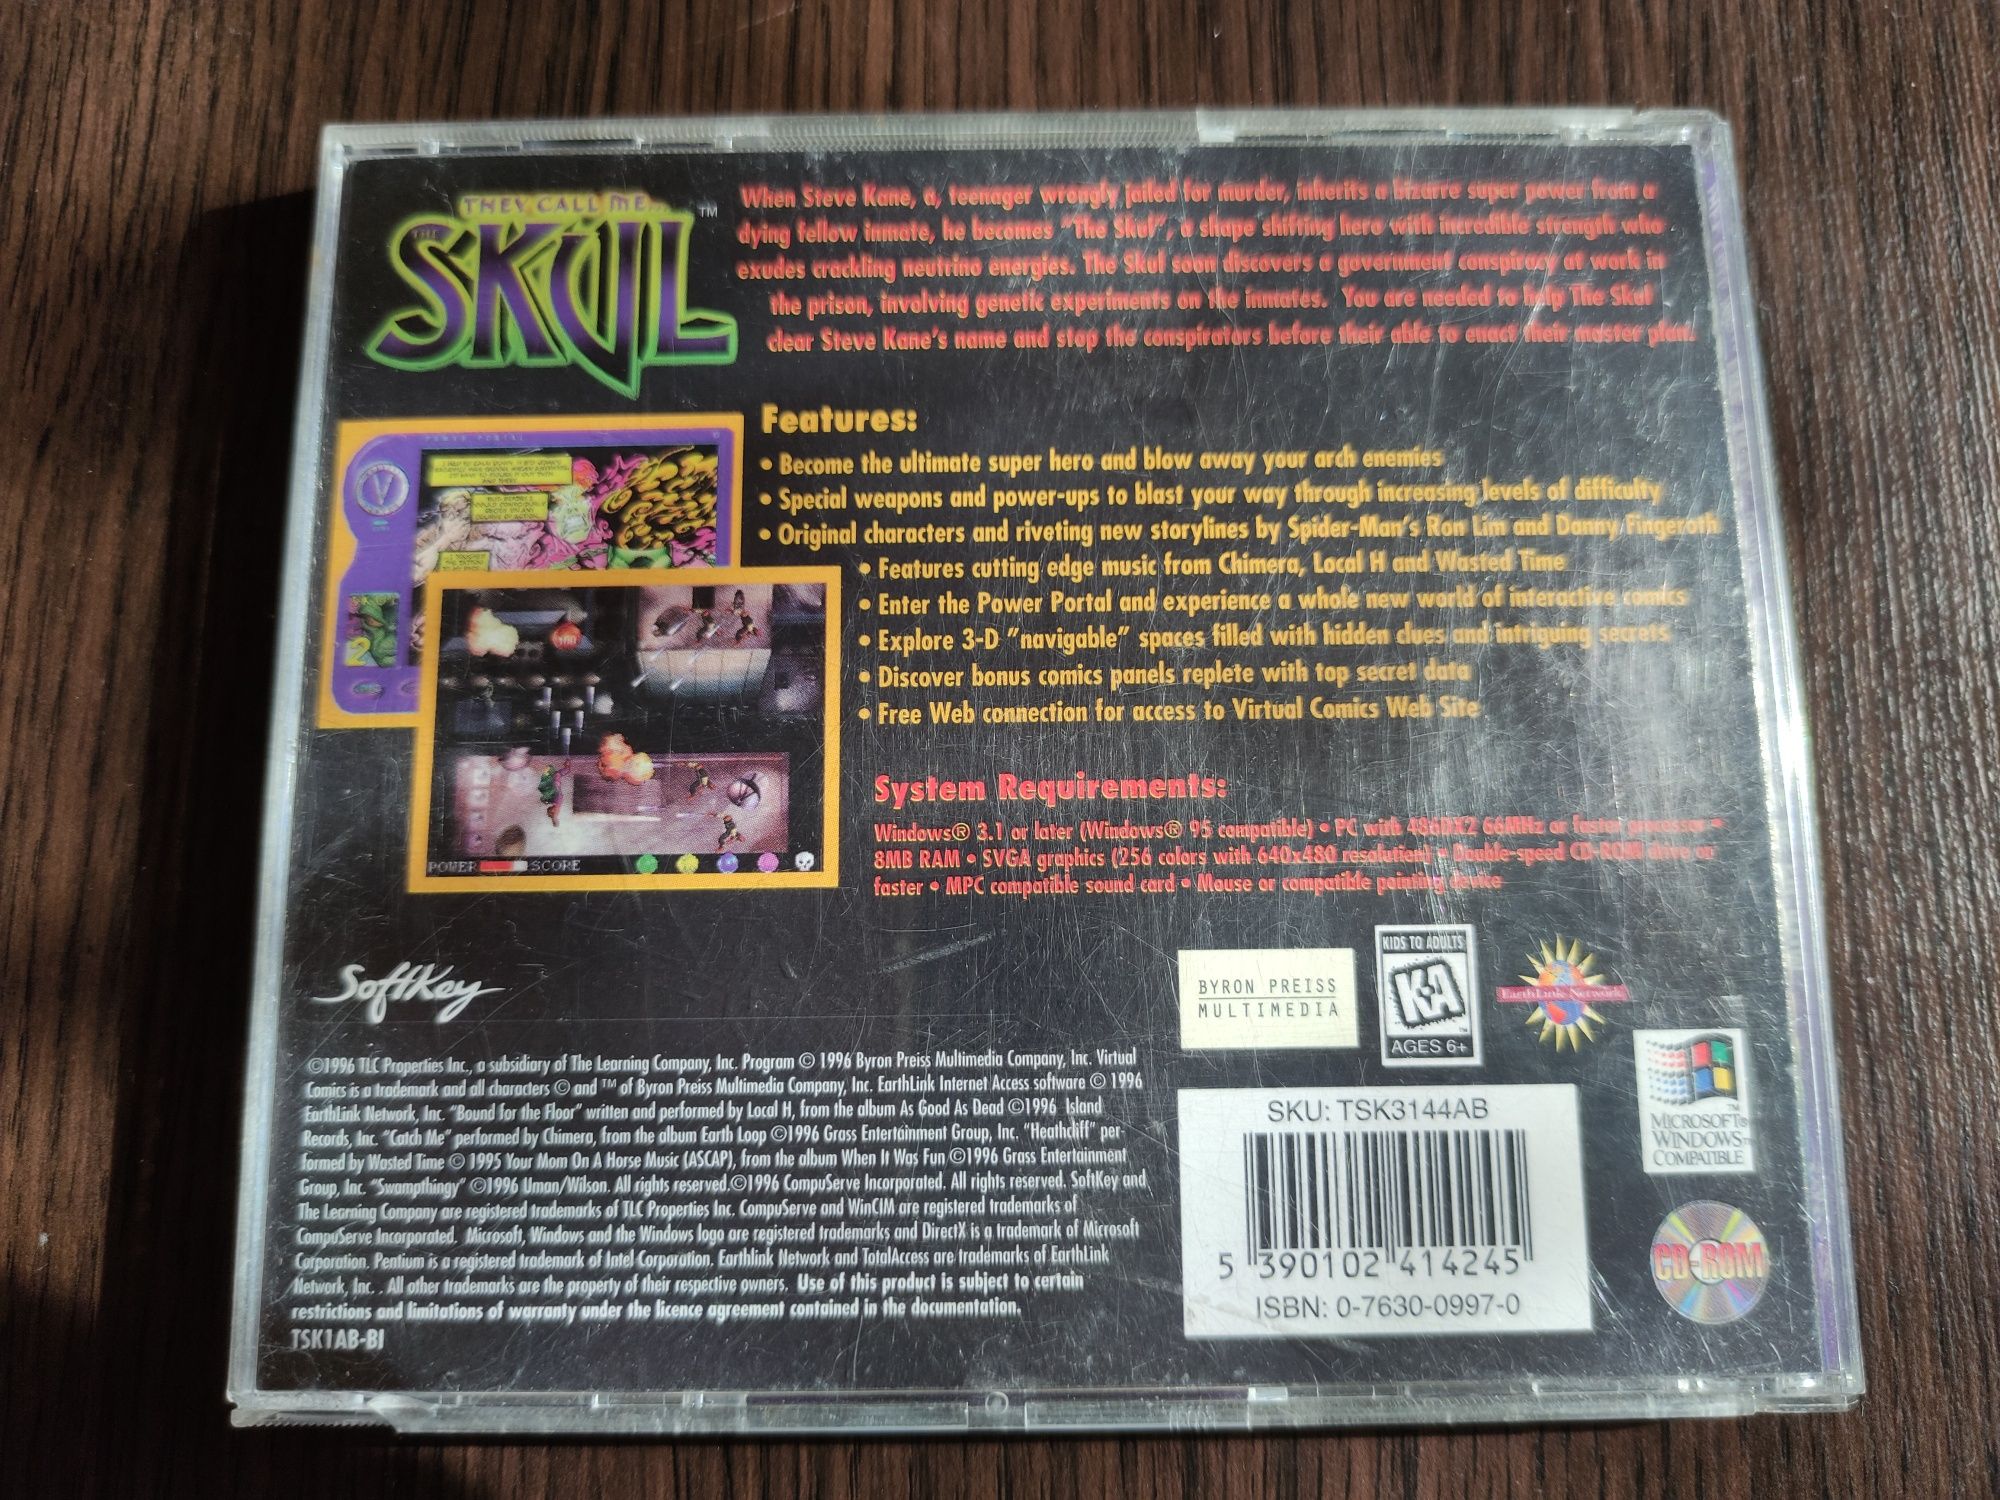 THEY CALL ME...
THE
SKUL™
When Steve Kane, a, teenager wrongly jailed for murder, inherits a bizarre super power from a
dying fellow inmate, he becomes "The Skul", a shape shifting hero with incredible strength who
exudes crackling neutrino energies. The Skul soon discovers a government conspiracy at work in
the prison, involving genetic experiments on the inmates. You are needed to help The Skul
clear Steve Kane's name and stop the conspirators before their able to enact their master plan.
Features:
• Become the ultimate super hero and blow away your arch enemies
• Special weapons and power-ups to blast your way through increasing levels of difficulty
• Original characters and riveting new storylines by Spider-Man's Ron Lim and Danny Fingeroth
• Features cutting edge music from Chimera, Local H and Wasted Time
• Enter the Power Portal and experience a whole new world of interactive comics
• Explore 3-D "navigable" spaces filled with hidden clues and intriguing secrets
• Discover bonus comics panels replete with top secret data
• Free Web connection for access to Virtual Comics Web Site
POWER PORTAL
V
2
100
POWER SCORE
System Requirements:
Windows® 3.1 or later (Windows® 95 compatible) • PC with 486DX2 66MHz or faster processor •
8MB RAM • SVGA graphics (256 colors with 640x480 resolution) • Double-speed CD-ROM drive or
faster • MPC compatible sound card • Mouse or compatible pointing device
SoftKey
BYRON PREISS
MULTIMEDIA
KIDS TO ADULTS
K-A
AGES 6+
EarthLink Network
MICROSOFT®
WINDOWS™
COMPATIBLE
CD-ROM
©1996 TLC Properties Inc., a subsidiary of The Learning Company, Inc. Program © 1996 Byron Preiss Multimedia Company, Inc. Virtual
Comics is a trademark and all characters © and ™ of Byron Preiss Multimedia Company, Inc. EarthLink Internet Access software © 1996
EarthLink Network, Inc. "Bound for the Floor" written and performed by Local H, from the album As Good As Dead ©1996 Island
Records, Inc. "Catch Me" performed by Chimera, from the album Earth Loop ©1996 Grass Entertainment Group, Inc. "Heathcliff" per-
formed by Wasted Time © 1995 Your Mom On A Horse Music (ASCAP), from the album When It Was Fun ©1996 Grass Entertainment
Group, Inc. "Swampthingy" ©1996 Uman/Wilson. All rights reserved.©1996 CompuServe Incorporated. All rights reserved. SoftKey and
The Learning Company are registered trademarks of TLC Properties Inc. CompuServe and WinCIM are registered trademarks of
CompuServe Incorporated. Microsoft, Windows and the Windows logo are registered trademarks and DirectX is a trademark of Microsoft
Corporation. Pentium is a registered trademark of Intel Corporation. Earthlink Network and TotalAccess are trademarks of EarthLink
Network, Inc. . All other trademarks are the property of their respective owners. Use of this product is subject to certain
restrictions and limitations of warranty under the licence agreement contained in the documentation.
TSK1AB-BJ
SKU: TSK3144AB
5 390102 414245
ISBN: 0-7630-0997-0